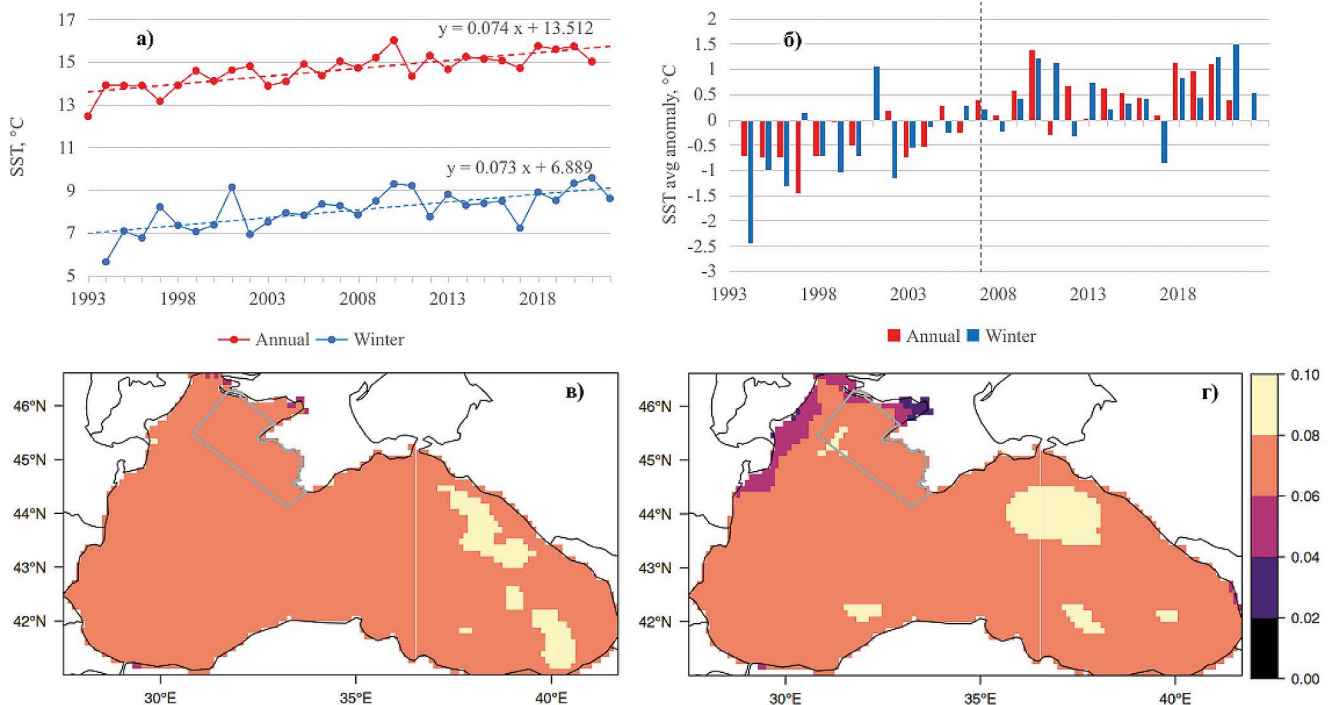 а)
y = 0.074 x + 13.512
y = 0.073 x + 6.889
SST, °C
17
15
13
11
9
7
5
1993 1998 2003 2008 2013 2018
Annual Winter
б)
SST avg anomaly, °C
2
1.5
1
0.5
0
-0.5
-1
-1.5
-2
-2.5
-3
1993 1998 2003 2008 2013 2018
Annual Winter
в)
46°N
45°N
44°N
43°N
42°N
30°E 35°E 40°E
г)
46°N
45°N
44°N
43°N
42°N
30°E 35°E 40°E
0.10
0.08
0.06
0.04
0.02
0.00